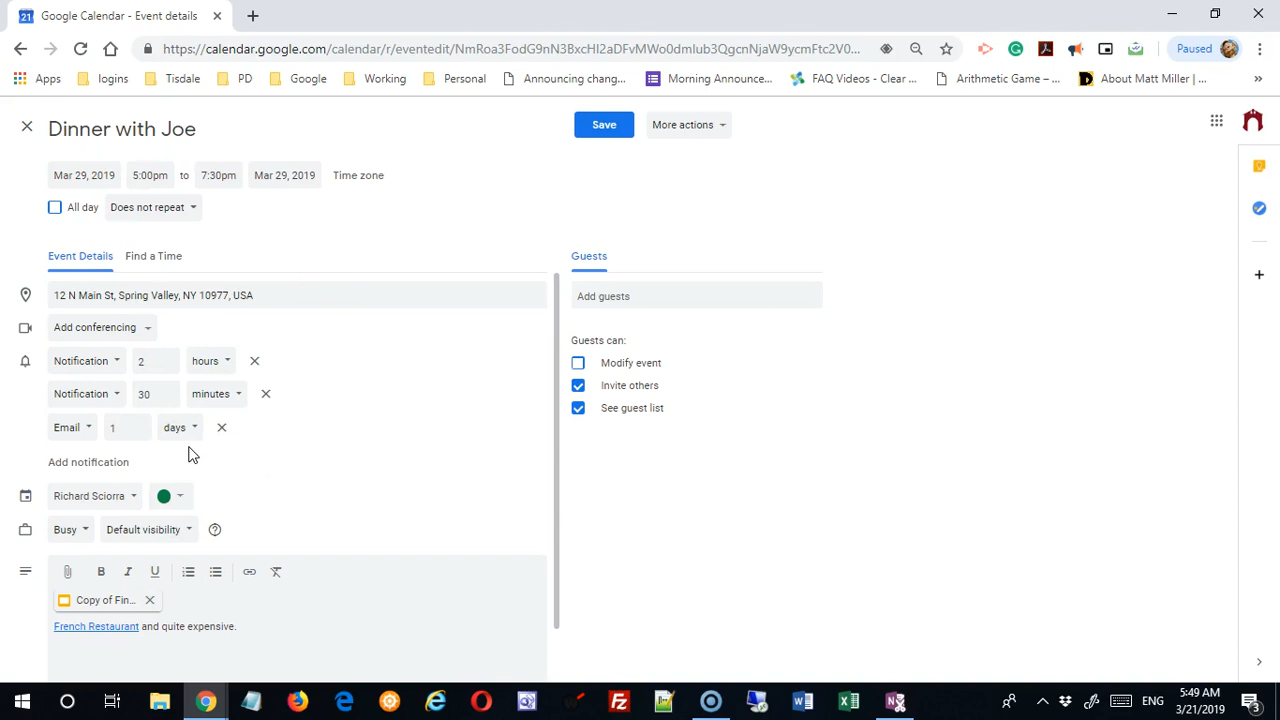 Google Calendar - Event details
https://calendar.google.com/calendar/r/eventedit/NmRoa3FodG9nN3BxcHI2aDFvMWo0dmlub3QgcmNjaW9ycmFtc2V0...
Paused
Apps logins Tisdale PD Google Working Personal Announcing chang... Morning Announce... FAQ Videos - Clear ... Arithmetic Game – ... About Matt Miller | ... »
Dinner with Joe
Save More actions
Mar 29, 2019 5:00pm to 7:30pm Mar 29, 2019 Time zone
All day Does not repeat
Event Details Find a Time Guests
12 N Main St, Spring Valley, NY 10977, USA
Add guests
Add conferencing
Guests can:
Notification 2 hours
Modify event
Invite others
Notification 30 minutes
See guest list
Email 1 days
Add notification
Richard Sciorra
Busy Default visibility
B I U
Copy of Fin...
French Restaurant and quite expensive.
ENG
5:49 AM
3/21/2019
3